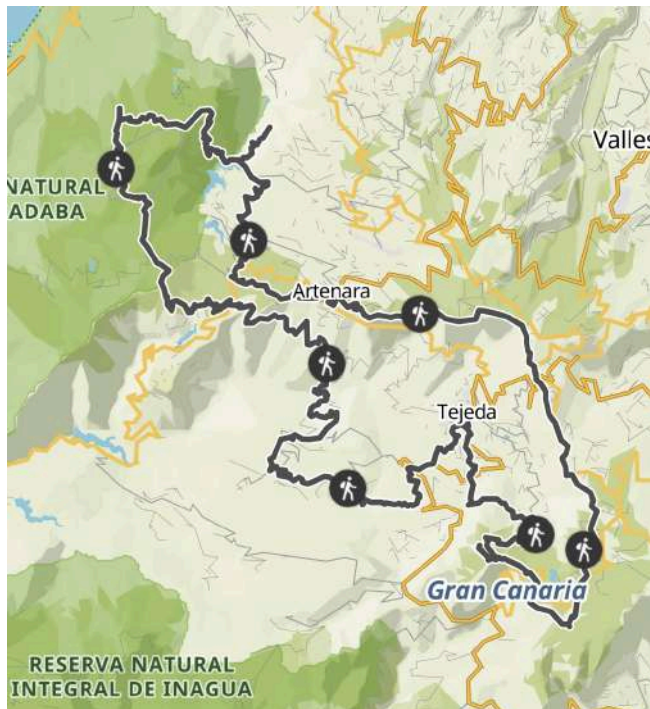 Valles
NATURAL
ADABA
Artenara
Tejeda
Gran Canaria
RESERVA NATURAL
INTEGRAL DE INAGUA